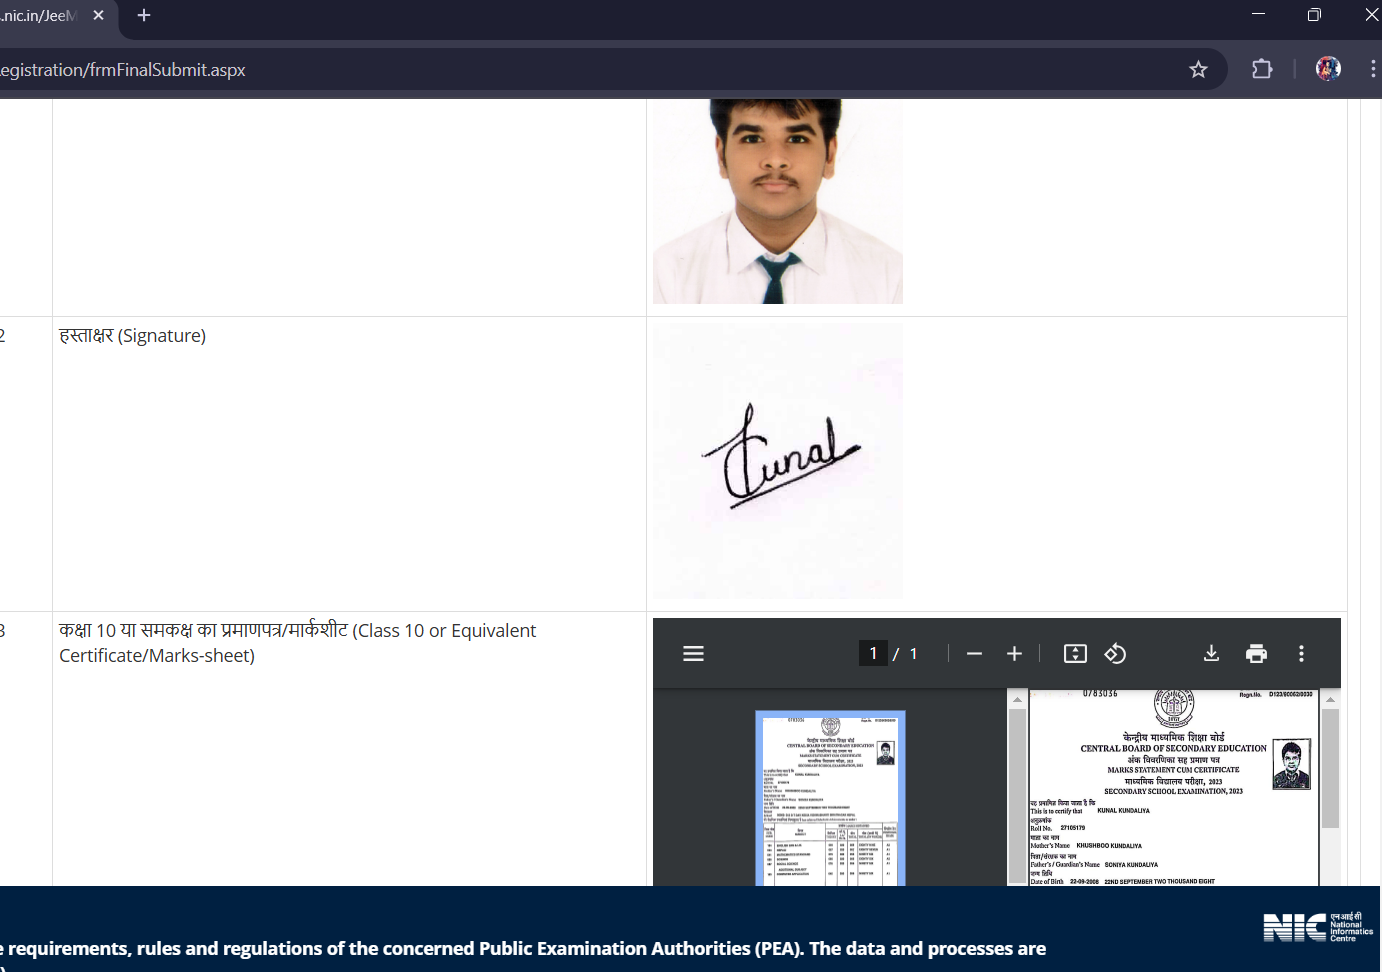 .nic.in/JeeM
egistration/frmFinalSubmit.aspx
2
हस्ताक्षर (Signature)
Kunal
3
कक्षा 10 या समकक्ष का प्रमाणपत्र/मार्कशीट (Class 10 or Equivalent
Certificate/Marks-sheet)
1 / 1
0783036
Regn.No. D123/80052/0030
केन्द्रीय माध्यमिक शिक्षा बोर्ड
CENTRAL BOARD OF SECONDARY EDUCATION
अंक विवरणिका सह प्रमाण पत्र
MARKS STATEMENT CUM CERTIFICATE
माध्यमिक विद्यालय परीक्षा, 2023
SECONDARY SCHOOL EXAMINATION, 2023
यह प्रमाणित किया जाता है कि
This is to certify that KUNAL KUNDALIYA
अनुक्रमांक
Roll No. 27105179
माता का नाम
Mother's Name KHUSHBOO KUNDALIYA
पिता/संरक्षक का नाम
Father's / Guardian's Name SONIYA KUNDALIYA
जन्म तिथि
Date of Birth 22-09-2008 22ND SEPTEMBER TWO THOUSAND EIGHT
NIC
एनआईसी
National
Informatics
Centre
e requirements, rules and regulations of the concerned Public Examination Authorities (PEA). The data and processes are